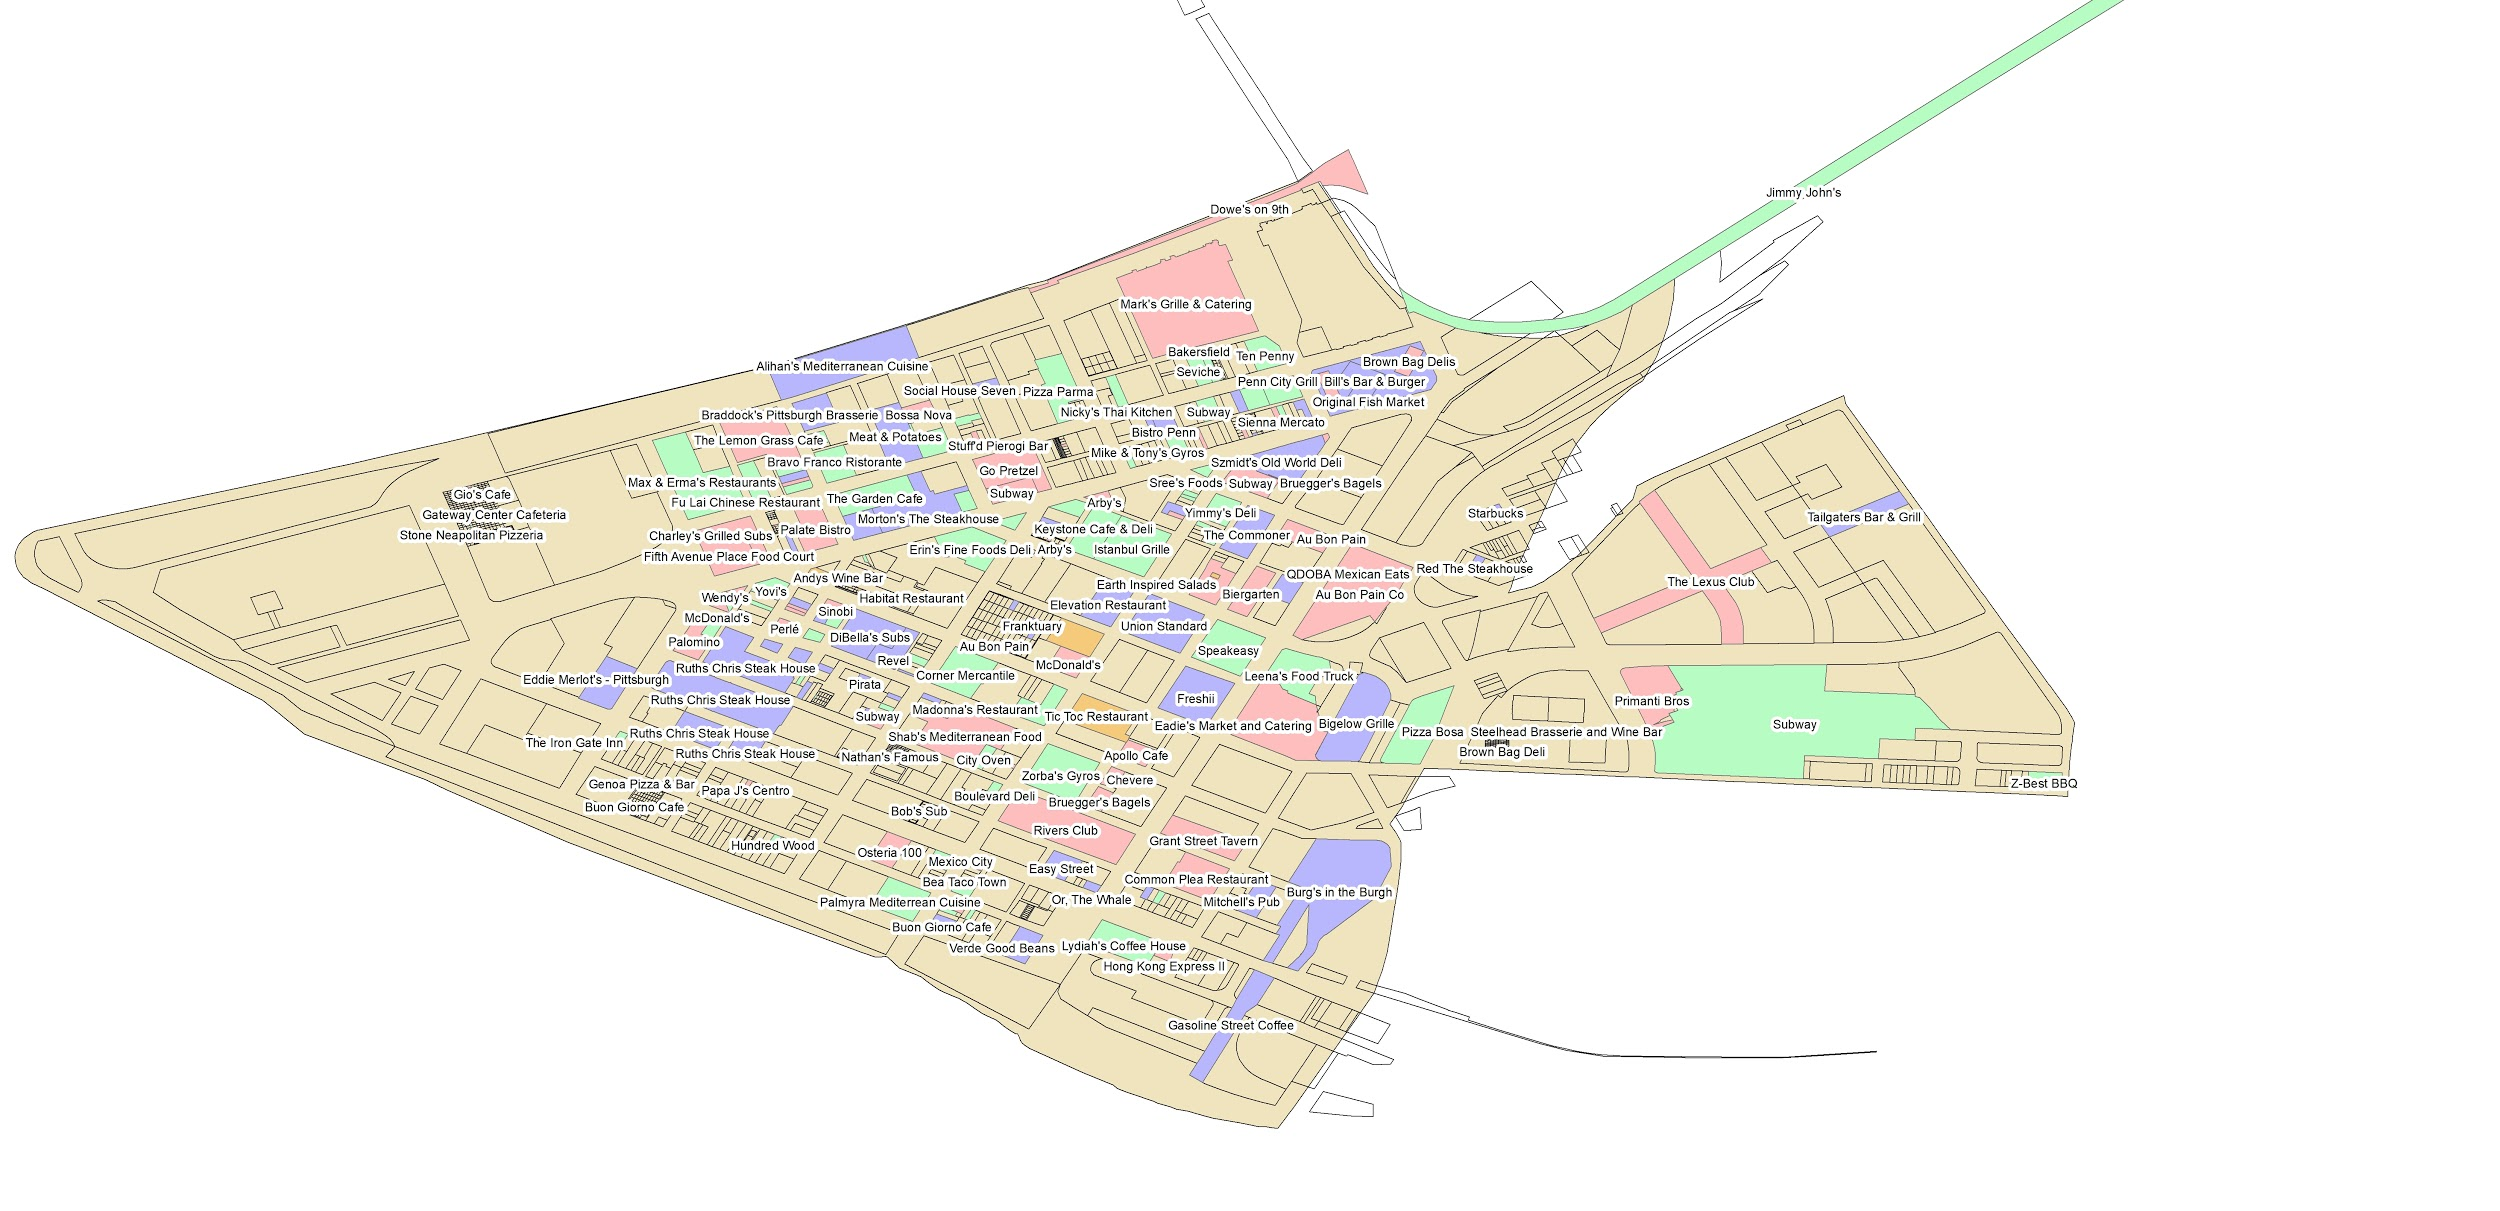 Jimmy John's
Dowe's on 9th
Mark's Grille & Catering
Bakersfield
Ten Penny
Brown Bag Delis
Alihan's Mediterranean Cuisine
Seviche
Penn City Grill
Bill's Bar & Burger
Social House Seven
Pizza Parma
Original Fish Market
Braddock's Pittsburgh Brasserie
Bossa Nova
Nicky's Thai Kitchen
Subway
Sienna Mercato
The Lemon Grass Cafe
Meat & Potatoes
Bistro Penn
Stuff'd Pierogi Bar
Mike & Tony's Gyros
Bravo Franco Ristorante
Go Pretzel
Szmidt's Old World Deli
Max & Erma's Restaurants
Sree's Foods
Subway
Bruegger's Bagels
Gio's Cafe
Subway
Fu Lai Chinese Restaurant
The Garden Cafe
Arby's
Gateway Center Cafeteria
Morton's The Steakhouse
Yimmy's Deli
Starbucks
Tailgaters Bar & Grill
Stone Neapolitan Pizzeria
Charley's Grilled Subs
Palate Bistro
Keystone Cafe & Deli
The Commoner
Au Bon Pain
Fifth Avenue Place Food Court
Erin's Fine Foods Deli
Arby's
Istanbul Grille
Red The Steakhouse
Andys Wine Bar
Earth Inspired Salads
QDOBA Mexican Eats
The Lexus Club
Wendy's
Yovi's
Habitat Restaurant
Elevation Restaurant
Biergarten
Au Bon Pain Co
McDonald's
Sinobi
Perlé
Franktuary
Union Standard
Palomino
DiBella's Subs
Au Bon Pain
Speakeasy
Ruths Chris Steak House
Revel
McDonald's
Eddie Merlot's - Pittsburgh
Pirata
Corner Mercantile
Leena's Food Truck
Ruths Chris Steak House
Freshii
Primanti Bros
Subway
Madonna's Restaurant
Tic Toc Restaurant
Eadie's Market and Catering
Bigelow Grille
Subway
Ruths Chris Steak House
Shab's Mediterranean Food
Pizza Bosa
Steelhead Brasserie and Wine Bar
The Iron Gate Inn
Ruths Chris Steak House
Nathan's Famous
City Oven
Apollo Cafe
Brown Bag Deli
Zorba's Gyros
Chevere
Z-Best BBQ
Genoa Pizza & Bar
Papa J's Centro
Boulevard Deli
Bruegger's Bagels
Buon Giorno Cafe
Bob's Sub
Rivers Club
Hundred Wood
Osteria 100
Grant Street Tavern
Mexico City
Easy Street
Bea Taco Town
Common Plea Restaurant
Burg's in the Burgh
Palmyra Mediterrean Cuisine
Or, The Whale
Mitchell's Pub
Buon Giorno Cafe
Verde Good Beans
Lydiah's Coffee House
Hong Kong Express II
Gasoline Street Coffee